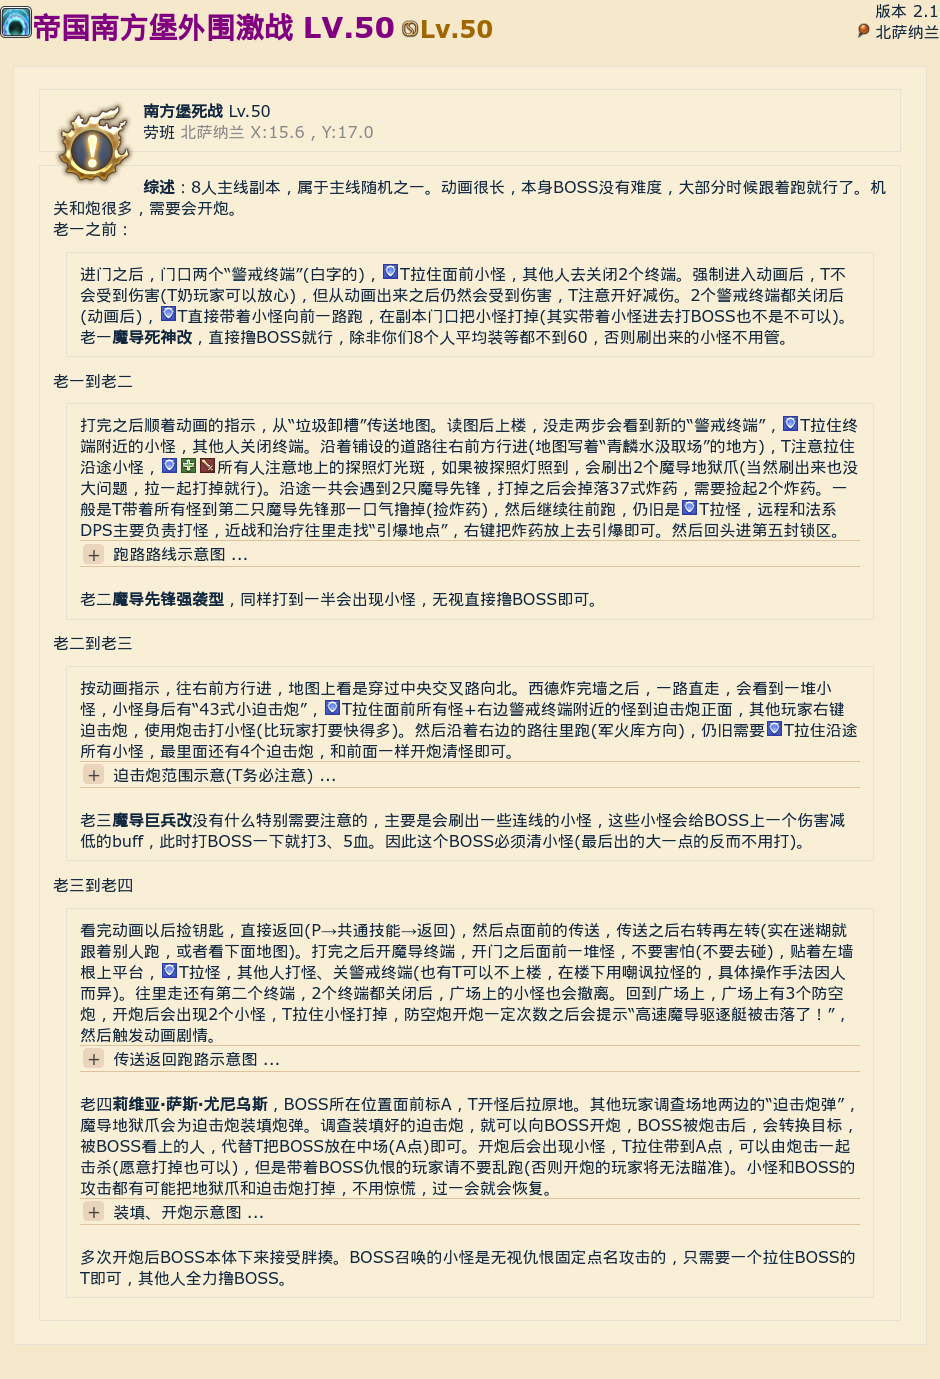 帝国南方堡外围激战 LV.50 Lv.50
版本 2.1
北萨纳兰
南方堡死战 Lv.50
劳班 北萨纳兰 X:15.6 , Y:17.0
综述：8人主线副本，属于主线随机之一。动画很长，本身BOSS没有难度，大部分时候跟着跑就行了。机
关和炮很多，需要会开炮。
老一之前：
进门之后，门口两个“警戒终端”(白字的)，T拉住面前小怪，其他人去关闭2个终端。强制进入动画后，T不
会受到伤害(T奶玩家可以放心)，但从动画出来之后仍然会受到伤害，T注意开好减伤。2个警戒终端都关闭后
(动画后)，T直接带着小怪向前一路跑，在副本门口把小怪打掉(其实带着小怪进去打BOSS也不是不可以)。
老一魔导死神改，直接撸BOSS就行，除非你们8个人平均装等都不到60，否则刷出来的小怪不用管。
老一到老二
打完之后顺着动画的指示，从“垃圾卸槽”传送地图。读图后上楼，没走两步会看到新的“警戒终端”，T拉住终
端附近的小怪，其他人关闭终端。沿着铺设的道路往右前方行进(地图写着“青麟水汲取场”的地方)，T注意拉住
沿途小怪，所有人注意地上的探照灯光斑，如果被探照灯照到，会刷出2个魔导地狱爪(当然刷出来也没
大问题，拉一起打掉就行)。沿途一共会遇到2只魔导先锋，打掉之后会掉落37式炸药，需要捡起2个炸药。一
般是T带着所有怪到第二只魔导先锋那一口气撸掉(捡炸药)，然后继续往前跑，仍旧是T拉怪，远程和法系
DPS主要负责打怪，近战和治疗往里走找“引爆地点”，右键把炸药放上去引爆即可。然后回头进第五封锁区。
+ 跑路路线示意图 ...
老二魔导先锋强袭型，同样打到一半会出现小怪，无视直接撸BOSS即可。
老二到老三
按动画指示，往右前方行进，地图上看是穿过中央交叉路向北。西德炸完墙之后，一路直走，会看到一堆小
怪，小怪身后有“43式小迫击炮”，T拉住面前所有怪+右边警戒终端附近的怪到迫击炮正面，其他玩家右键
迫击炮，使用炮击打小怪(比玩家打要快得多)。然后沿着右边的路往里跑(军火库方向)，仍旧需要T拉住沿途
所有小怪，最里面还有4个迫击炮，和前面一样开炮清怪即可。
+ 迫击炮范围示意(T务必注意) ...
老三魔导巨兵改没有什么特别需要注意的，主要是会刷出一些连线的小怪，这些小怪会给BOSS上一个伤害减
低的buff，此时打BOSS一下就打3、5血。因此这个BOSS必须清小怪(最后出的大一点的反而不用打)。
老三到老四
看完动画以后捡钥匙，直接返回(P→共通技能→返回)，然后点面前的传送，传送之后右转再左转(实在迷糊就
跟着别人跑，或者看下面地图)。打完之后开魔导终端，开门之后面前一堆怪，不要害怕(不要去碰)，贴着左墙
根上平台，T拉怪，其他人打怪、关警戒终端(也有T可以不上楼，在楼下用嘲讽拉怪的，具体操作手法因人
而异)。往里走还有第二个终端，2个终端都关闭后，广场上的小怪也会撤离。回到广场上，广场上有3个防空
炮，开炮后会出现2个小怪，T拉住小怪打掉，防空炮开炮一定次数之后会提示“高速魔导驱逐艇被击落了！”，
然后触发动画剧情。
+ 传送返回跑路示意图 ...
老四莉维亚·萨斯·尤尼乌斯，BOSS所在位置面前标A，T开怪后拉原地。其他玩家调查场地两边的“迫击炮弹”，
魔导地狱爪会为迫击炮装填炮弹。调查装填好的迫击炮，就可以向BOSS开炮，BOSS被炮击后，会转换目标，
被BOSS看上的人，代替T把BOSS放在中场(A点)即可。开炮后会出现小怪，T拉住带到A点，可以由炮击一起
击杀(愿意打掉也可以)，但是带着BOSS仇恨的玩家请不要乱跑(否则开炮的玩家将无法瞄准)。小怪和BOSS的
攻击都有可能把地狱爪和迫击炮打掉，不用惊慌，过一会就会恢复。
+ 装填、开炮示意图 ...
多次开炮后BOSS本体下来接受胖揍。BOSS召唤的小怪是无视仇恨固定点名攻击的，只需要一个拉住BOSS的
T即可，其他人全力撸BOSS。